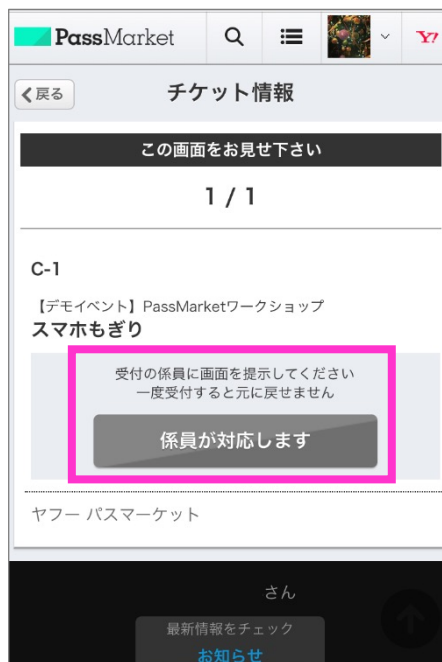 PassMarket
Y?
戻る
チケット情報
この画面をお見せ下さい
1 / 1
C-1
【デモイベント】PassMarketワークショップ
スマホもぎり
受付の係員に画面を提示してください
一度受付すると元に戻せません
係員が対応します
ヤフー パスマーケット
さん
最新情報をチェック
お知らせ